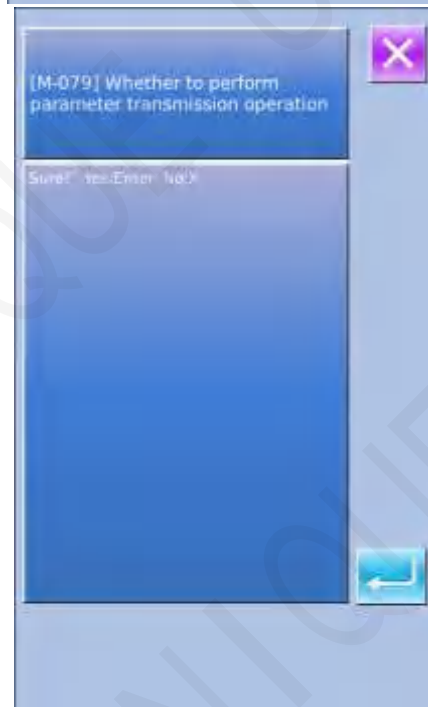 [M-079] Whether to perform
parameter transmission operation
Sure? Yes:Enter No:X